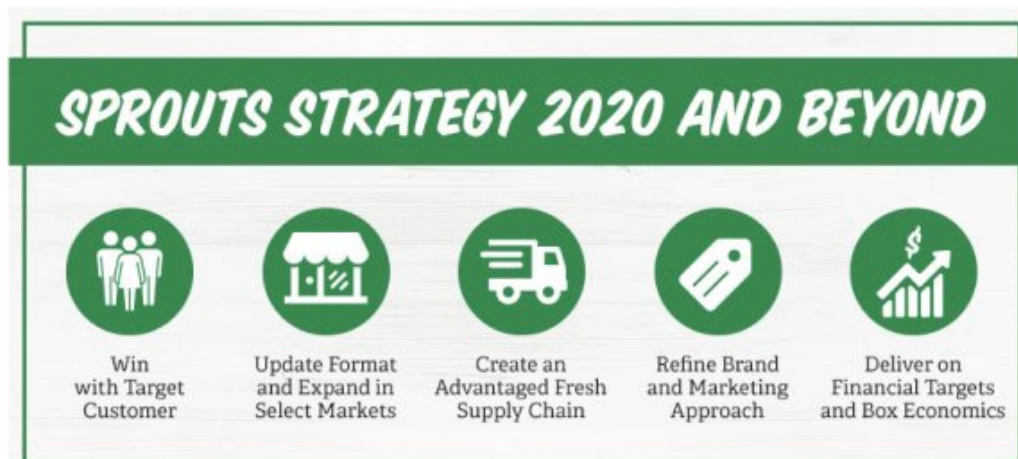 SPROUTS STRATEGY 2020 AND BEYOND
Win
with Target
Customer
Update Format
and Expand in
Select Markets
Create an
Advantaged Fresh
Supply Chain
Refine Brand
and Marketing
Approach
Deliver on
Financial Targets
and Box Economics